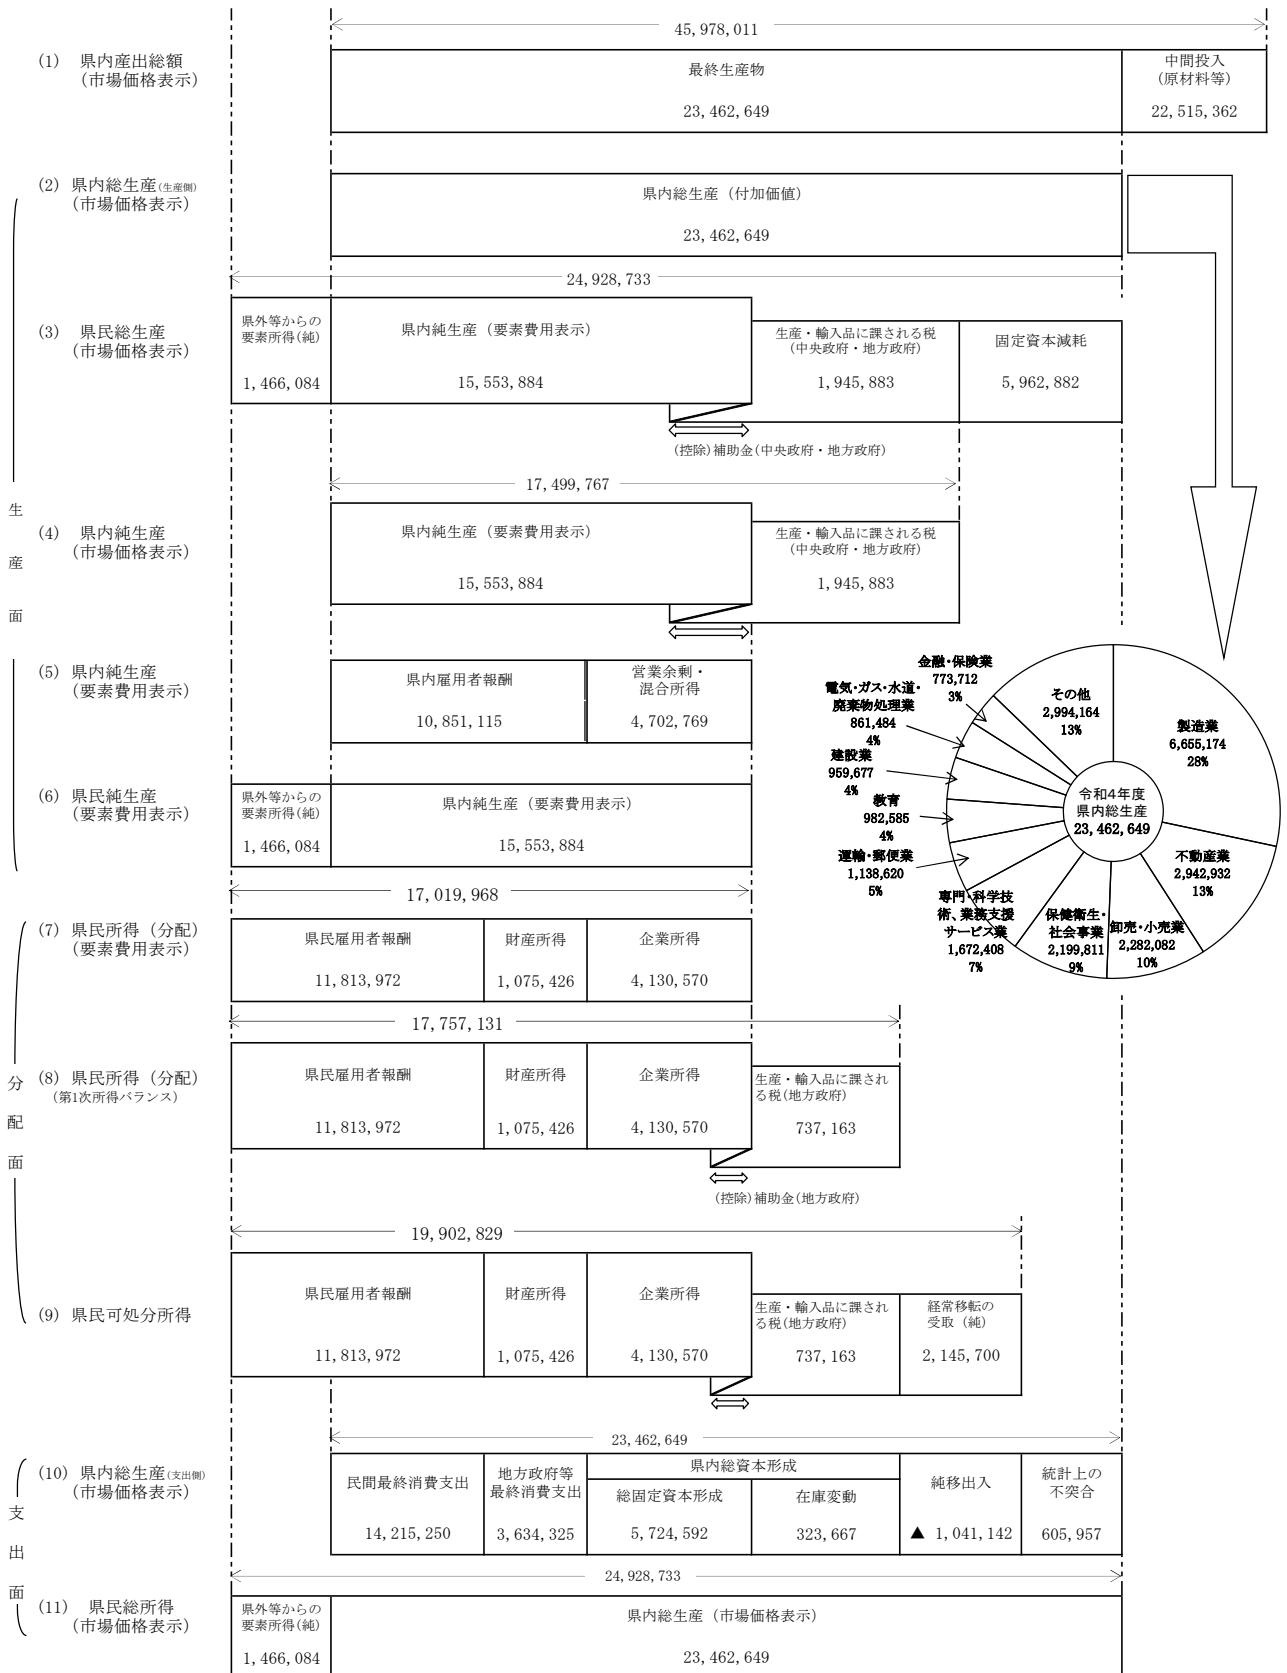 45,978,011
(1) 県内産出総額
(市場価格表示)
最終生産物
23,462,649
中間投入
(原材料等)
22,515,362
(2) 県内総生産(生産側)
(市場価格表示)
県内総生産（付加価値）
23,462,649
24,928,733
(3) 県民総生産
(市場価格表示)
県外等からの
要素所得(純)
1,466,084
県内純生産（要素費用表示）
15,553,884
生産・輸入品に課される税
(中央政府・地方政府)
1,945,883
固定資本減耗
5,962,882
(控除)補助金(中央政府・地方政府)
17,499,767
生産面
(4) 県内純生産
(市場価格表示)
県内純生産（要素費用表示）
15,553,884
生産・輸入品に課される税
(中央政府・地方政府)
1,945,883
(5) 県内純生産
(要素費用表示)
県内雇用者報酬
10,851,115
営業余剰・
混合所得
4,702,769
(6) 県民純生産
(要素費用表示)
県外等からの
要素所得(純)
1,466,084
県内純生産（要素費用表示）
15,553,884
令和4年度
県内総生産
23,462,649
製造業
6,655,174
28%
不動産業
2,942,932
13%
卸売・小売業
2,282,082
10%
保健衛生・
社会事業
2,199,811
9%
専門・科学技
術、業務支援
サービス業
1,672,408
7%
運輸・郵便業
1,138,620
5%
教育
982,585
4%
建設業
959,677
4%
電気・ガス・水道・
廃棄物処理業
861,484
4%
金融・保険業
773,712
3%
その他
2,994,164
13%
17,019,968
(7) 県民所得（分配）
(要素費用表示)
県民雇用者報酬
11,813,972
財産所得
1,075,426
企業所得
4,130,570
17,757,131
分配面
(8) 県民所得（分配）
(第1次所得バランス)
県民雇用者報酬
11,813,972
財産所得
1,075,426
企業所得
4,130,570
生産・輸入品に課され
る税(地方政府)
737,163
(控除)補助金(地方政府)
19,902,829
(9) 県民可処分所得
県民雇用者報酬
11,813,972
財産所得
1,075,426
企業所得
4,130,570
生産・輸入品に課され
る税(地方政府)
737,163
経常移転の
受取（純）
2,145,700
23,462,649
支出面
(10) 県内総生産(支出側)
(市場価格表示)
民間最終消費支出
14,215,250
地方政府等
最終消費支出
3,634,325
県内総資本形成
総固定資本形成
5,724,592
在庫変動
323,667
純移出入
▲ 1,041,142
統計上の
不突合
605,957
24,928,733
(11) 県民総所得
(市場価格表示)
県外等からの
要素所得(純)
1,466,084
県内総生産（市場価格表示）
23,462,649